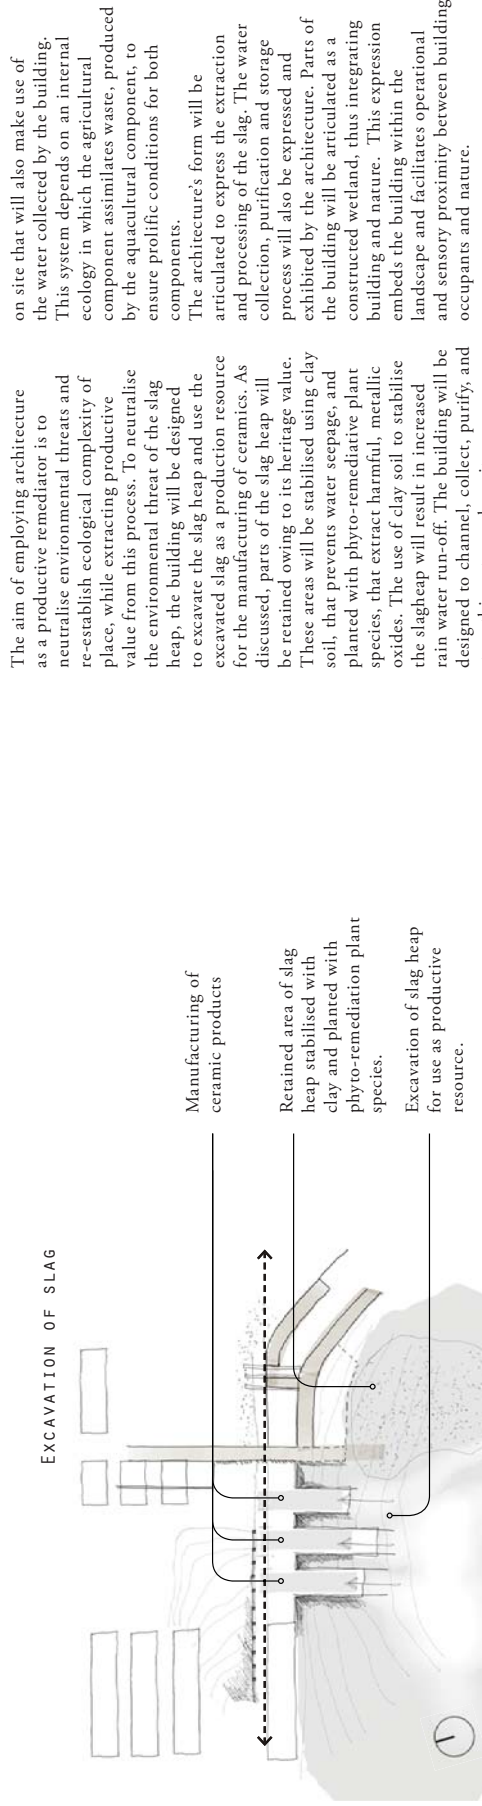 EXCAVATION OF SLAG
Manufacturing of
ceramic products
Retained area of slag
heap stabilised with
clay and planted with
phyto-remediation plant
species.
Excavation of slag heap
for use as productive
resource.
The aim of employing architecture
as a productive remediator is to
neutralise environmental threats and
re-establish ecological complexity of
place, while extracting productive
value from this process. To neutralise
the environmental threat of the slag
heap, the building will be designed
to excavate the slag heap and use the
excavated slag as a production resource
for the manufacturing of ceramics. As
discussed, parts of the slag heap will
be retained owing to its heritage value.
These areas will be stabilised using clay
soil, that prevents water seepage, and
planted with phyto-remediative plant
species, that extract harmful, metallic
oxides. The use of clay soil to stabilise
the slagheap will result in increased
rain water run-off. The building will be
designed to channel, collect, purify, and
on site that will also make use of
the water collected by the building.
This system depends on an internal
ecology in which the agricultural
component assimilates waste, produced
by the aquacultural component, to
ensure prolific conditions for both
components.
The architecture's form will be
articulated to express the extraction
and processing of the slag. The water
collection, purification and storage
process will also be expressed and
exhibited by the architecture. Parts of
the building will be articulated as a
constructed wetland, thus integrating
building and nature. This expression
embeds the building within the
landscape and facilitates operational
and sensory proximity between building
occupants and nature.